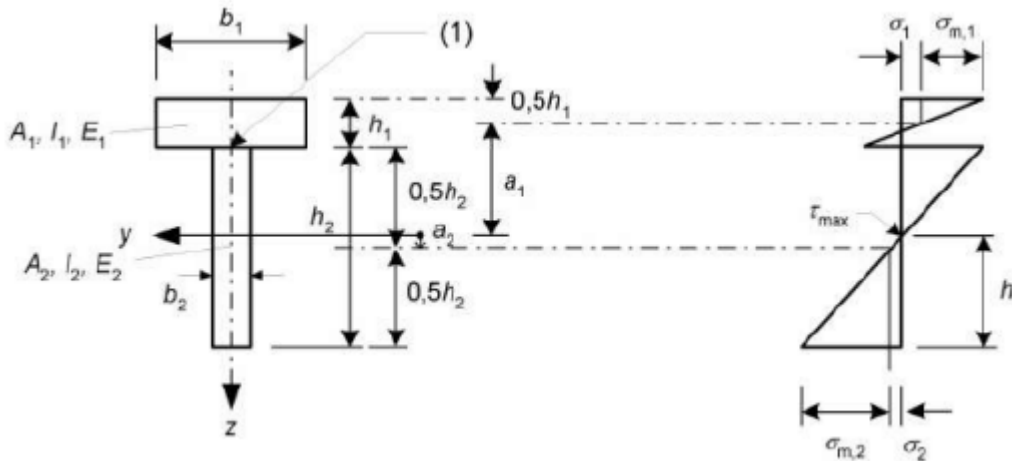 b1
(1)
σ1
σm,1
0,5h1
A1, I1, E1
h1
a1
0,5h2
h2
τmax
y
a2
A2, I2, E2
b2
0,5h2
h
z
σm,2
σ2